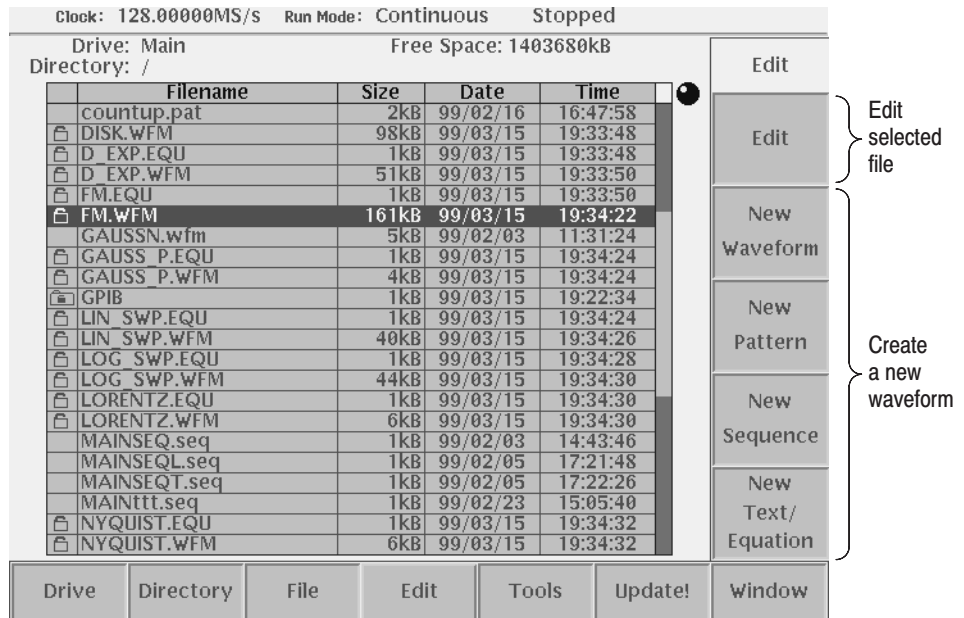 Clock: 128.00000MS/s Run Mode: Continuous Stopped
Drive: Main Free Space: 1403680kB
Directory: /
Filename Size Date Time
countup.pat 2kB 99/02/16 16:47:58
DISK.WFM 98kB 99/03/15 19:33:48
D_EXP.EQU 1kB 99/03/15 19:33:48
D_EXP.WFM 51kB 99/03/15 19:33:50
FM.EQU 1kB 99/03/15 19:33:50
FM.WFM 161kB 99/03/15 19:34:22
GAUSSN.wfm 5kB 99/02/03 11:31:24
GAUSS_P.EQU 1kB 99/03/15 19:34:24
GAUSS_P.WFM 4kB 99/03/15 19:34:24
GPIB 1kB 99/03/15 19:22:34
LIN_SWP.EQU 1kB 99/03/15 19:34:24
LIN_SWP.WFM 40kB 99/03/15 19:34:26
LOG_SWP.EQU 1kB 99/03/15 19:34:28
LOG_SWP.WFM 44kB 99/03/15 19:34:30
LORENTZ.EQU 1kB 99/03/15 19:34:30
LORENTZ.WFM 6kB 99/03/15 19:34:30
MAINSEQ.seq 1kB 99/02/03 14:43:46
MAINSEQL.seq 1kB 99/02/05 17:21:48
MAINSEQT.seq 1kB 99/02/05 17:22:26
MAINttt.seq 1kB 99/02/23 15:05:40
NYQUIST.EQU 1kB 99/03/15 19:34:32
NYQUIST.WFM 6kB 99/03/15 19:34:32
Edit
Edit
New
Waveform
New
Pattern
New
Sequence
New
Text/
Equation
Edit
selected
file
Create
a new
waveform
Drive Directory File Edit Tools Update! Window